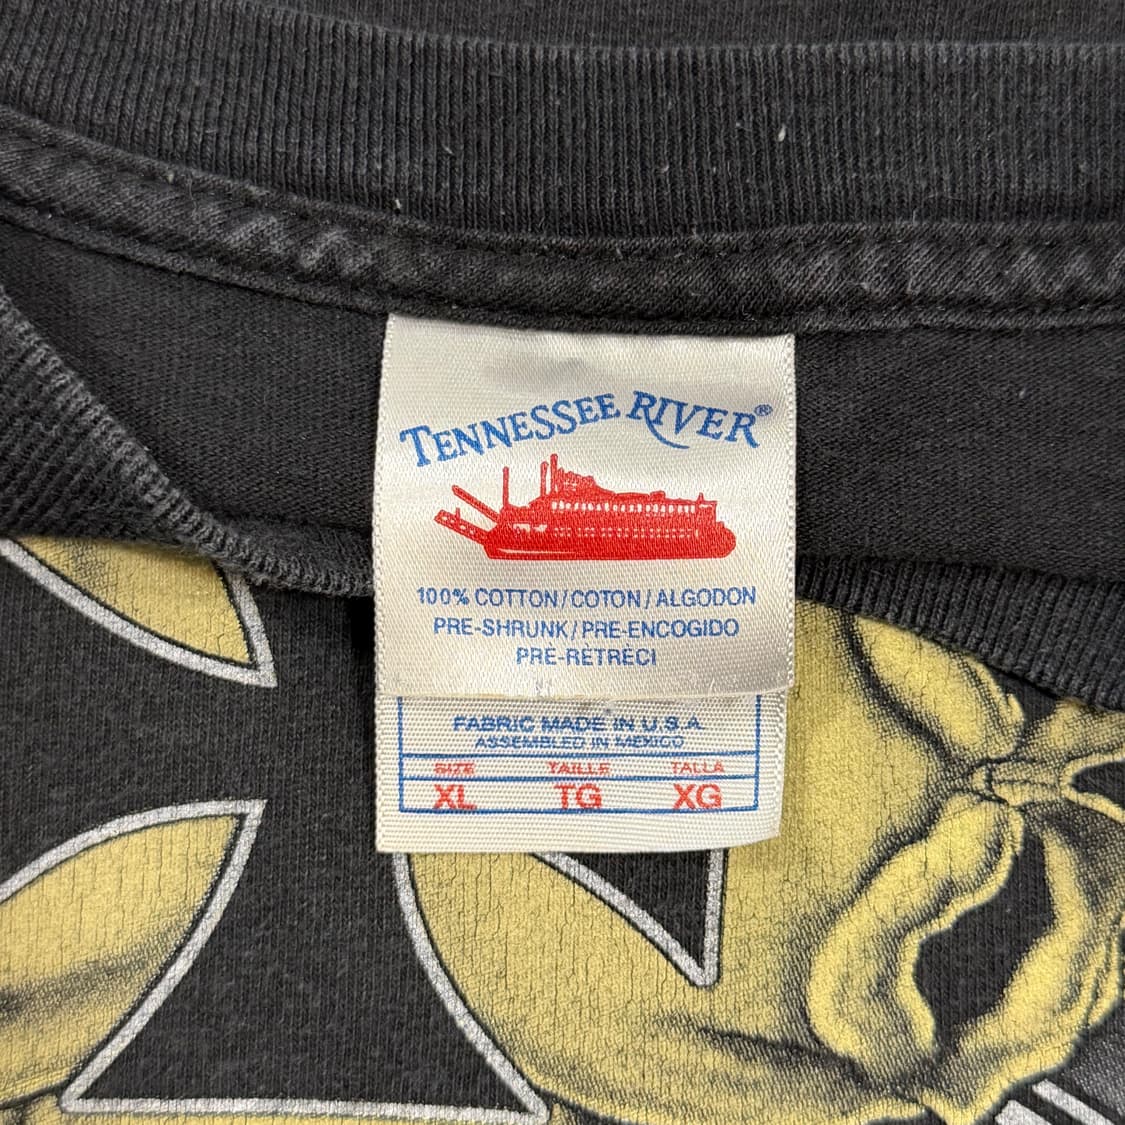 TENNESSEE RIVER®
100% COTTON/COTON/ALGODON
PRE-SHRUNK/PRE-ENCOGIDO
PRE-RÈTRÈCI
FABRIC MADE IN U.S.A.
ASSEMBLED IN MEXICO
SIZE TAILLE TALLA
XL TG XG